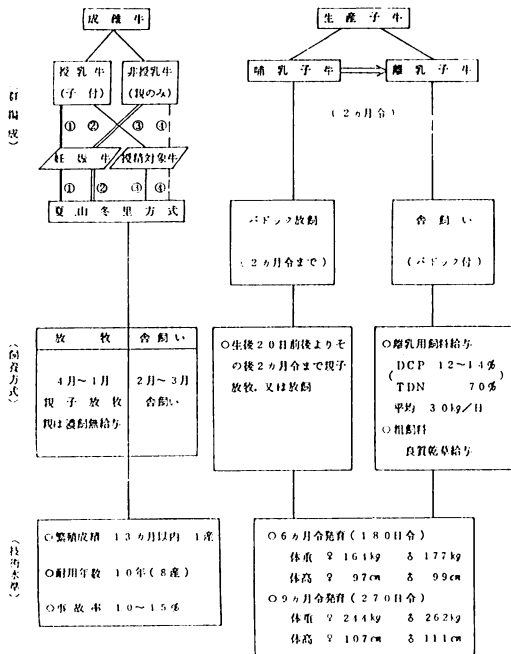 成雌牛
生産子牛
授乳牛
(子付)
非授乳牛
(親のみ)
哺乳子牛
離乳子牛
(2ヵ月令)
群編成
① ② ③ ④
妊娠牛
授精対象牛
① ② ③ ④
夏山冬里方式
パドック放飼
(2ヵ月令まで)
舎飼い
(パドック付)
(飼養方式)
放牧
舎飼い
4月~1月
親子放牧
親は濃飼無給与
2月~3月
舎飼い
○生後20日前後よりそ
の後2ヵ月令まで親子
放牧,又は放飼
○離乳用飼料給与
(DCP 12~14%
TDN 70%
平均 3.0kg/日
○粗飼料
良質乾草給与
(技術水準)
○繁殖成績 13ヵ月以内 1産
○耐用年数 10年(8産)
○事故率 10~15%
○6ヵ月令発育(180日令)
体重 ♀ 164kg ♂ 177kg
体高 ♀ 97cm ♂ 99cm
○9ヵ月令発育(270日令)
体重 ♀ 244kg ♂ 262kg
体高 ♀ 107cm ♂ 111cm